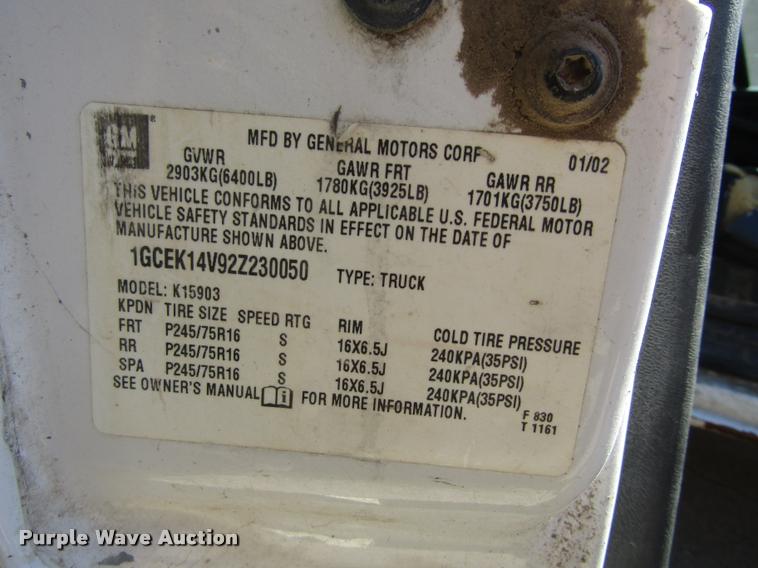 GM
MFD BY GENERAL MOTORS CORP
01/02
GVWR GAWR FRT GAWR RR
2903KG(6400LB) 1780KG(3925LB) 1701KG(3750LB)
THIS VEHICLE CONFORMS TO ALL APPLICABLE U.S. FEDERAL MOTOR
VEHICLE SAFETY STANDARDS IN EFFECT ON THE DATE OF
MANUFACTURE SHOWN ABOVE.
1GCEK14V92Z230050 TYPE: TRUCK
MODEL: K15903
KPDN TIRE SIZE SPEED RTG RIM COLD TIRE PRESSURE
FRT P245/75R16 S 16X6.5J 240KPA(35PSI)
RR P245/75R16 S 16X6.5J 240KPA(35PSI)
SPA P245/75R16 S 16X6.5J 240KPA(35PSI)
SEE OWNER'S MANUAL FOR MORE INFORMATION.
F 830
T 1161
Purple Wave Auction